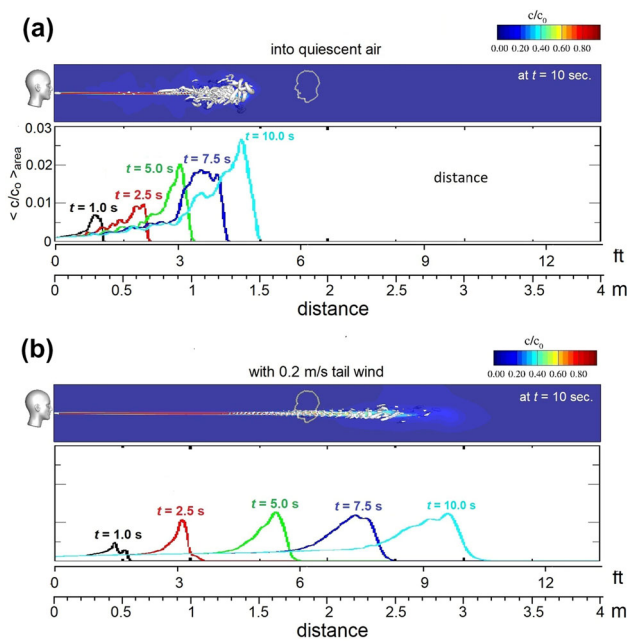 (a)
c/c0
0.00 0.20 0.40 0.60 0.80
into quiescent air
at t = 10 sec.
< c/c0 >area
0.03
0.02
0.01
0
t = 1.0 s
t = 2.5 s
t = 5.0 s
t = 7.5 s
t = 10.0 s
distance
0 3 6 9 12 ft
0 0.5 1 1.5 2 2.5 3 3.5 4 m
distance
(b)
c/c0
0.00 0.20 0.40 0.60 0.80
with 0.2 m/s tail wind
at t = 10 sec.
t = 1.0 s
t = 2.5 s
t = 5.0 s
t = 7.5 s
t = 10.0 s
0 3 6 9 12 ft
0 0.5 1 1.5 2 2.5 3 3.5 4 m
distance